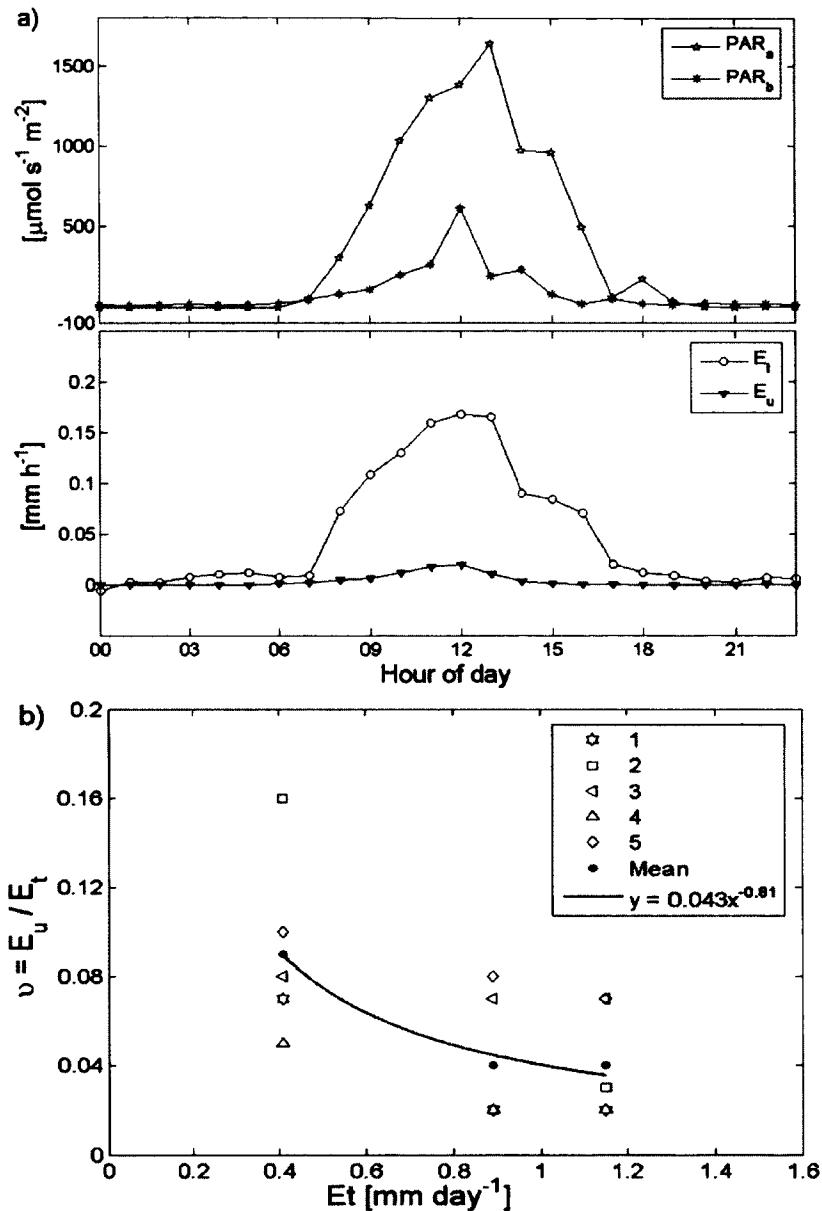 a)
1500
1000
500
-100
[μmol s⁻¹ m⁻²]
PARₐ
PAR_b
0.2
0.15
0.1
0.05
0
[mm h⁻¹]
Eₜ
Eᵤ
00 03 06 09 12 15 18 21
Hour of day
b)
0.2
0.16
0.12
0.08
0.04
0
υ = Eᵤ / Eₜ
1
2
3
4
5
Mean
y = 0.043x⁻⁰·⁸¹
0 0.2 0.4 0.6 0.8 1 1.2 1.4 1.6
Et [mm day⁻¹]